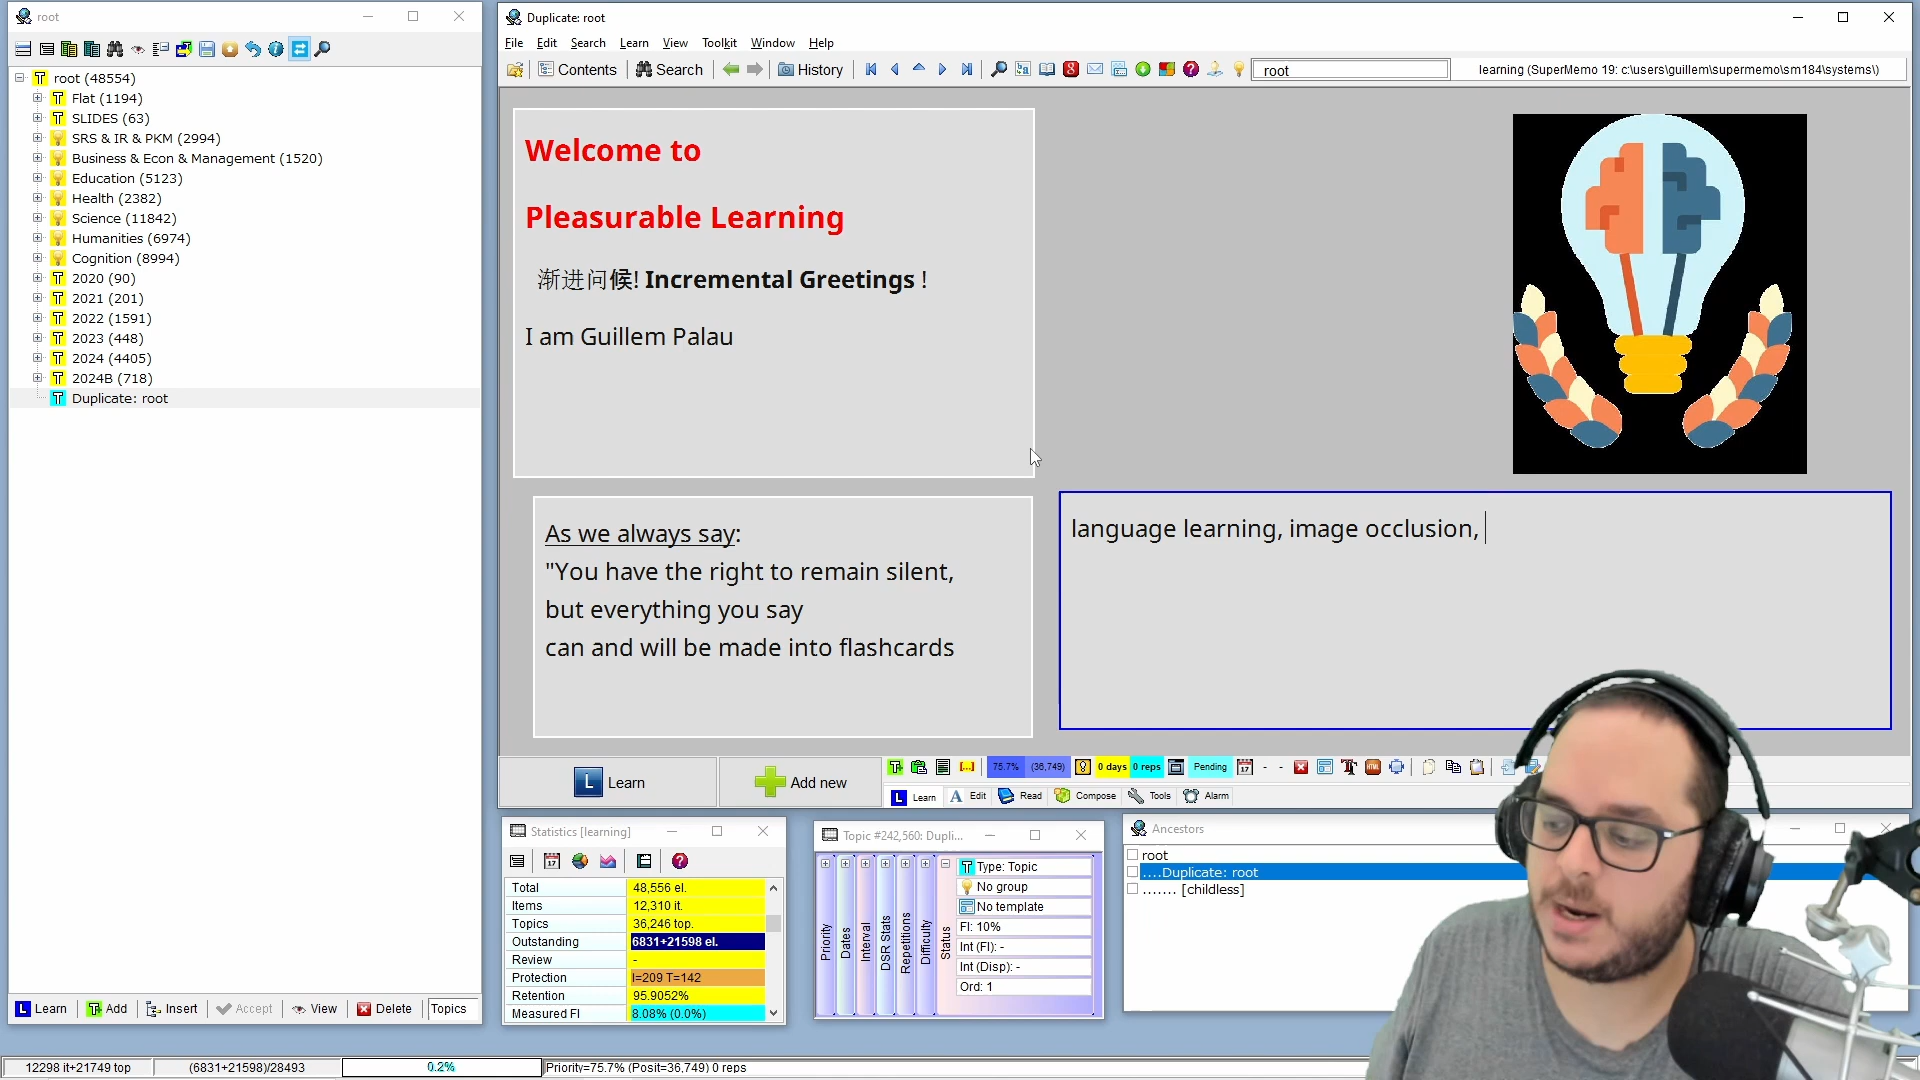 root
root (48554)
Flat (1194)
SLIDES (63)
SRS & IR & PKM (2994)
Business & Econ & Management (1520)
Education (5123)
Health (2382)
Science (11842)
Humanities (6974)
Cognition (8994)
2020 (90)
2021 (201)
2022 (1591)
2023 (448)
2024 (4405)
2024B (718)
Duplicate: root
Learn Add Insert Accept View Delete Topics
Duplicate: root
File Edit Search Learn View Toolkit Window Help
Contents Search History root learning (SuperMemo 19: c:\users\guillem\supermemo\sm184\systems\)
Welcome to
Pleasurable Learning
渐进问候! Incremental Greetings !
I am Guillem Palau
As we always say:
"You have the right to remain silent,
but everything you say
can and will be made into flashcards
language learning, image occlusion,
Learn Add new
75.7% (36,749) 0 days 0 reps Pending - -
Learn Edit Read Compose Tools Alarm
Statistics [learning]
Total 48,556 el.
Items 12,310 it.
Topics 36,246 top.
Outstanding 6831+21598 el.
Review -
Protection I=209 T=142
Retention 95.9052%
Measured FI 8.08% (0.0%)
Topic #242,560: Dupli...
Priority
Dates
Interval
DSR Stats
Repetitions
Difficulty
Status
Type: Topic
No group
No template
FI: 10%
Int (FI): -
Int (Disp): -
Ord: 1
Ancestors
root
....Duplicate: root
....... [childless]
12298 it+21749 top (6831+21598)/28493 0.2% Priority=75.7% (Posit=36,749) 0 reps